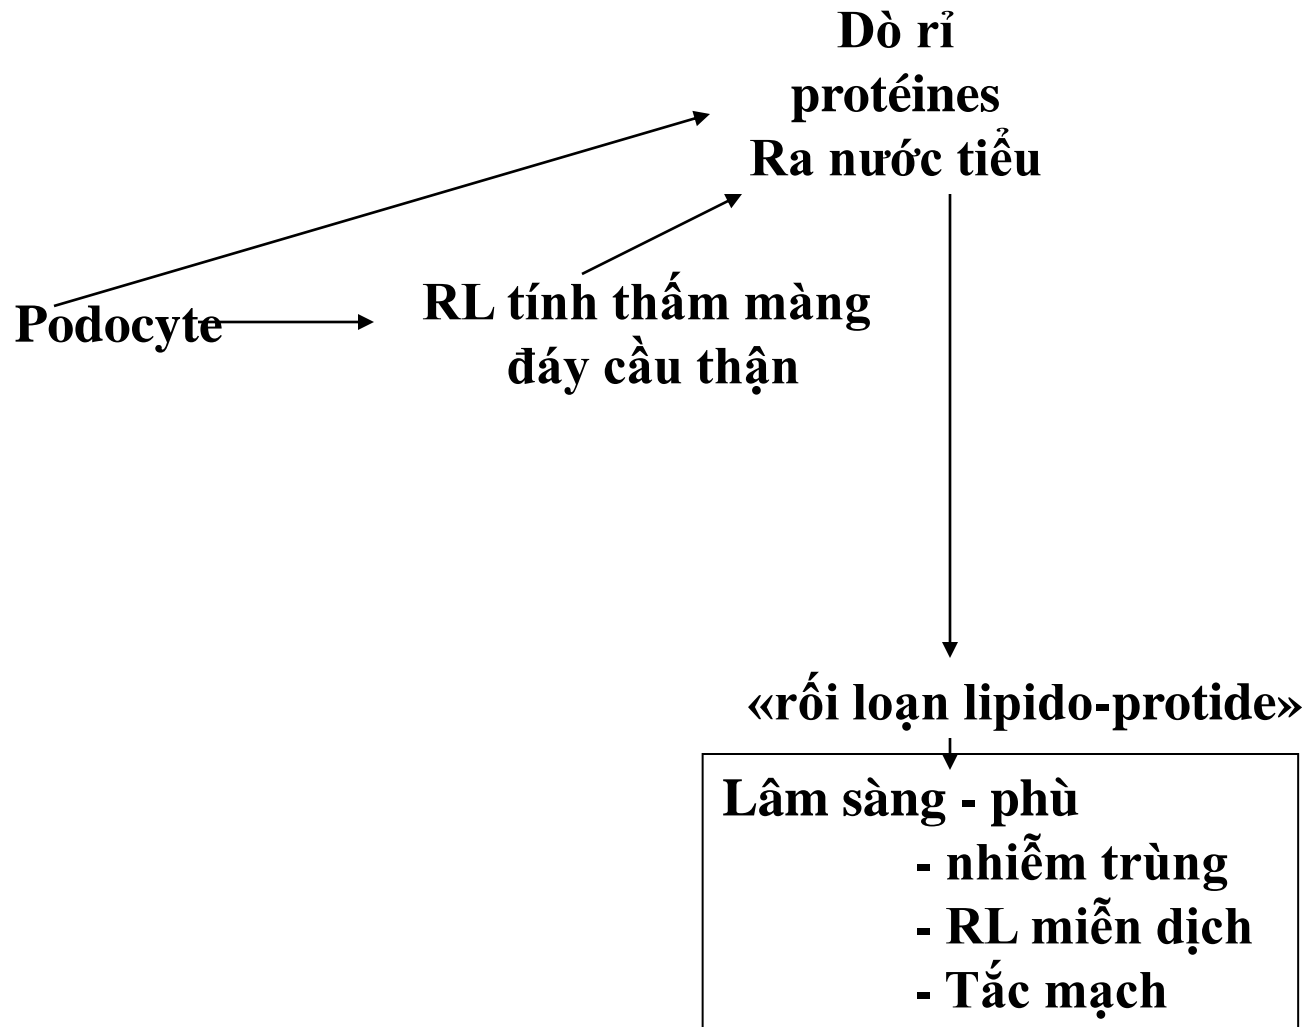 Dò rỉ
protéines
Ra nước tiểu
Podocyte
RL tính thấm màng
đáy cầu thận
«rối loạn lipido-protide»
Lâm sàng - phù
- nhiễm trùng
- RL miễn dịch
- Tắc mạch